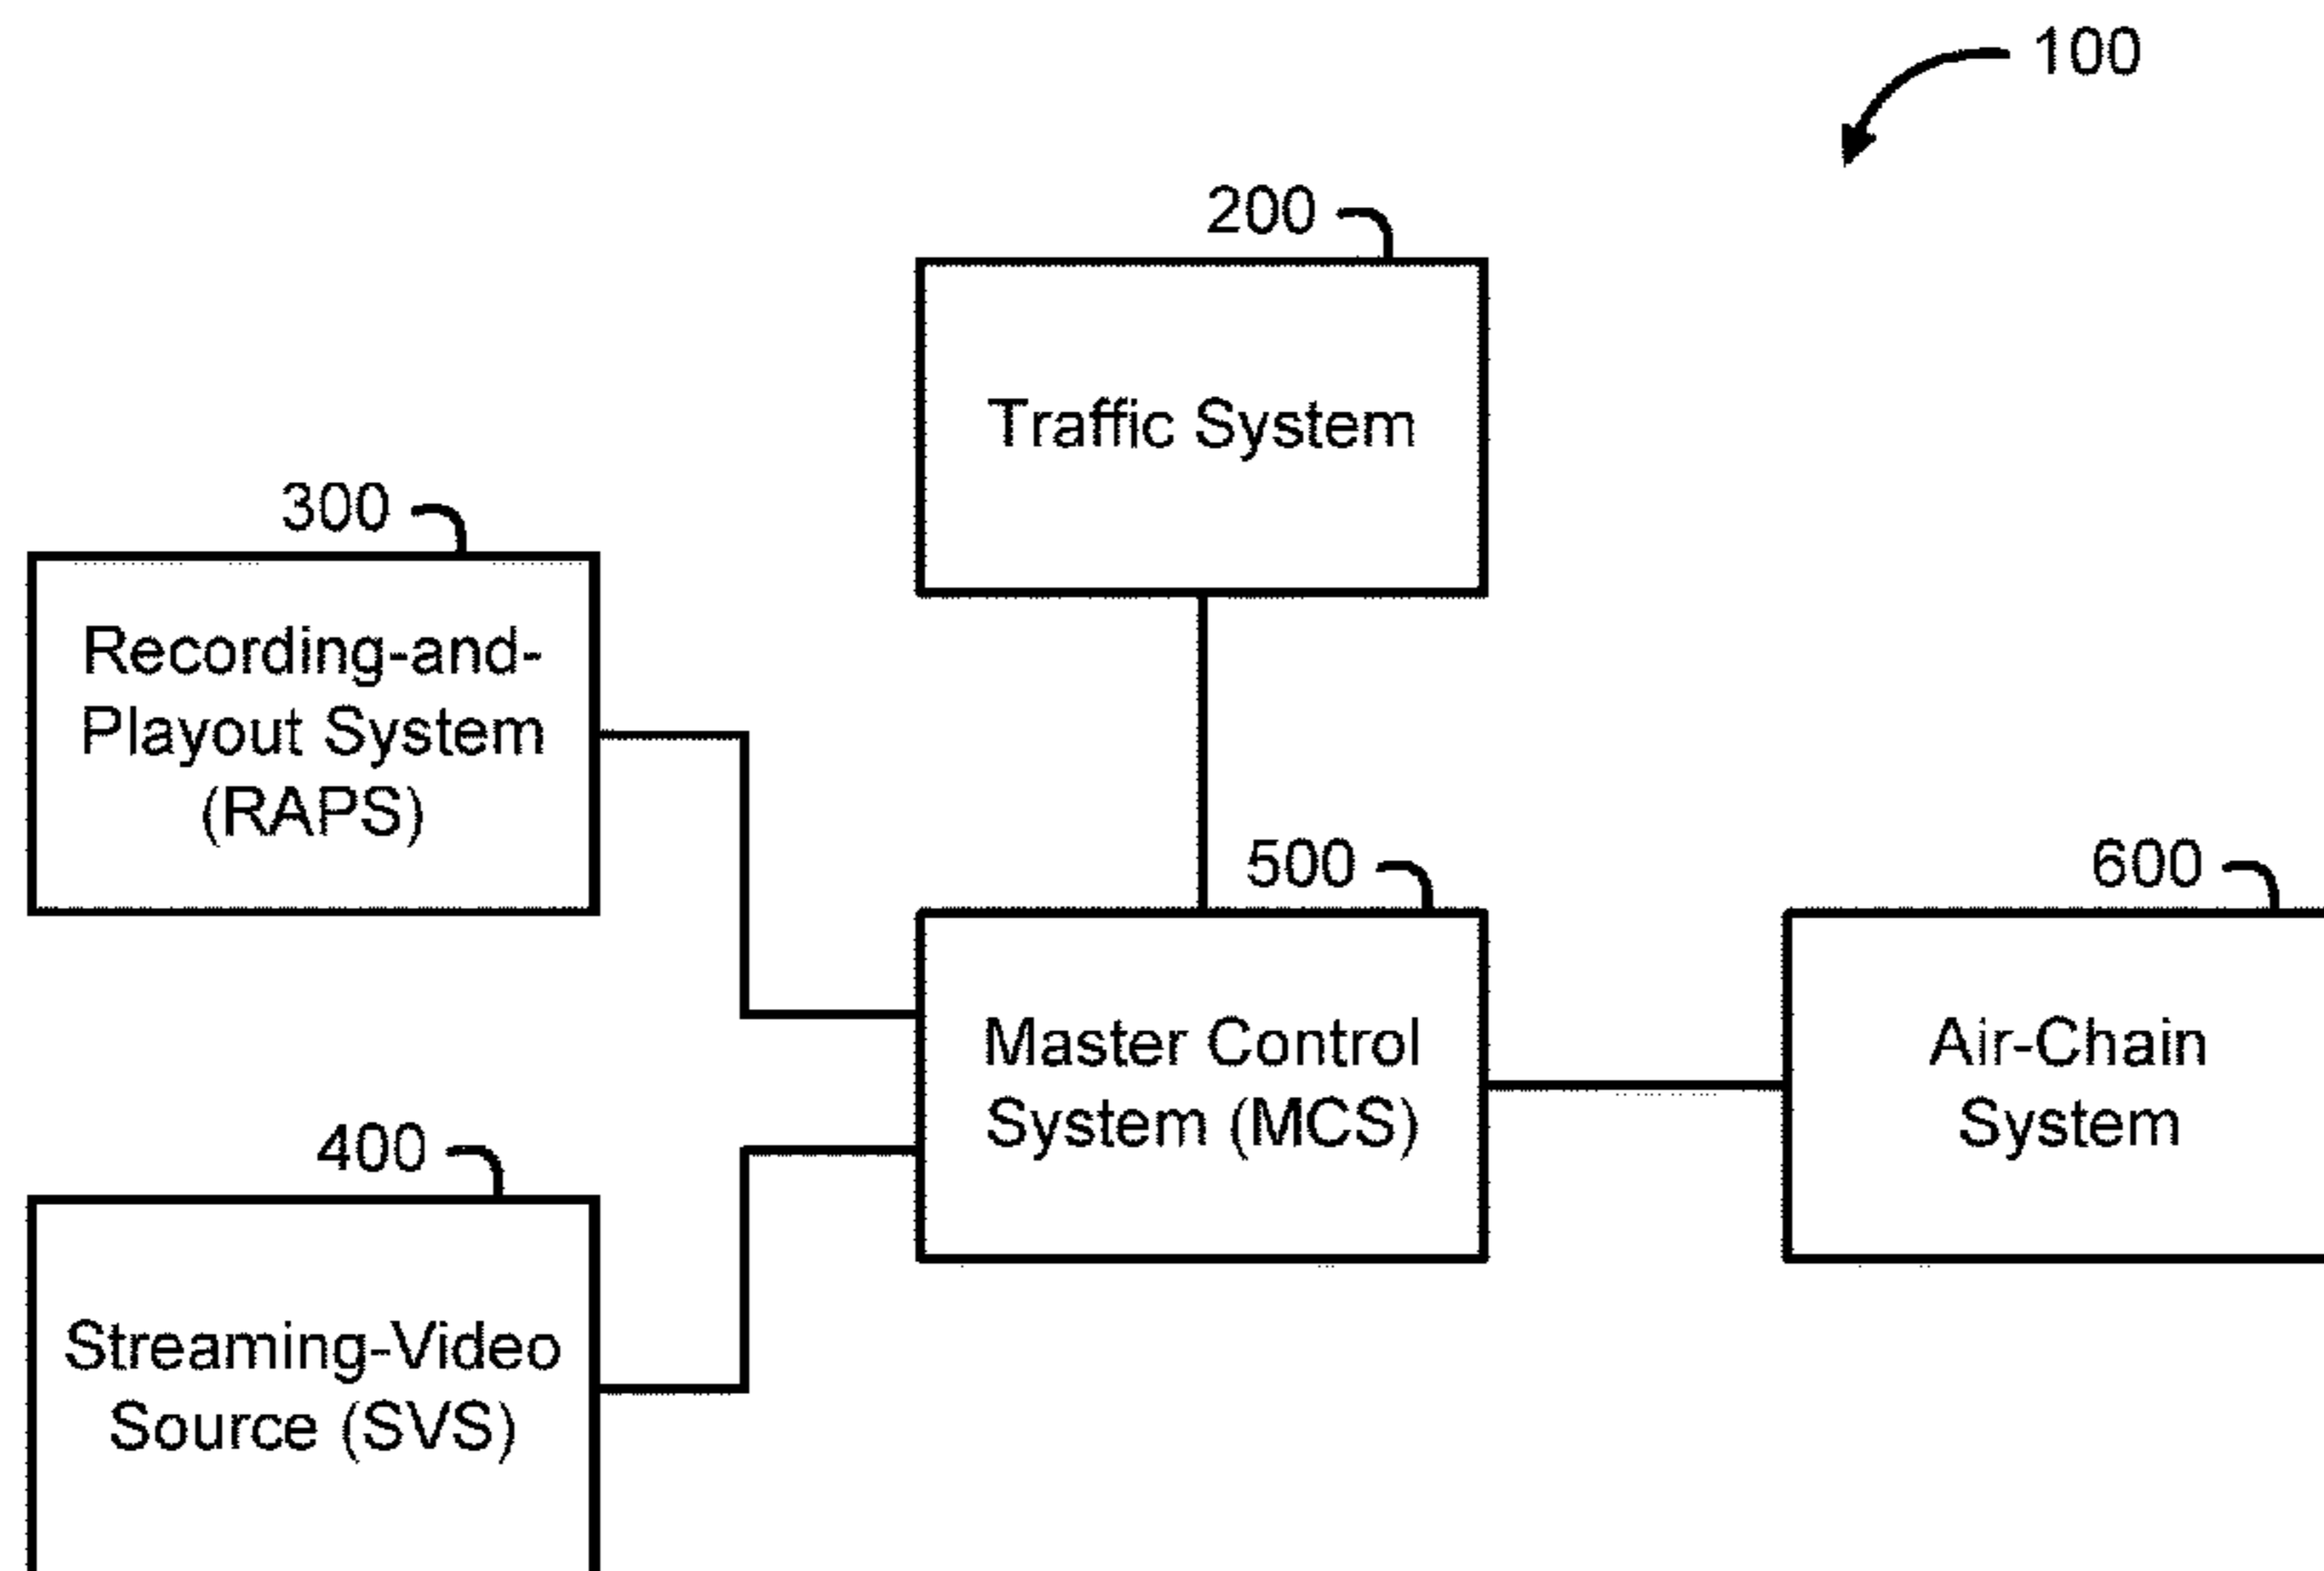 100
200
Traffic System
300
Recording-and-
Playout System
(RAPS)
500
Master Control
System (MCS)
600
Air-Chain
System
400
Streaming-Video
Source (SVS)